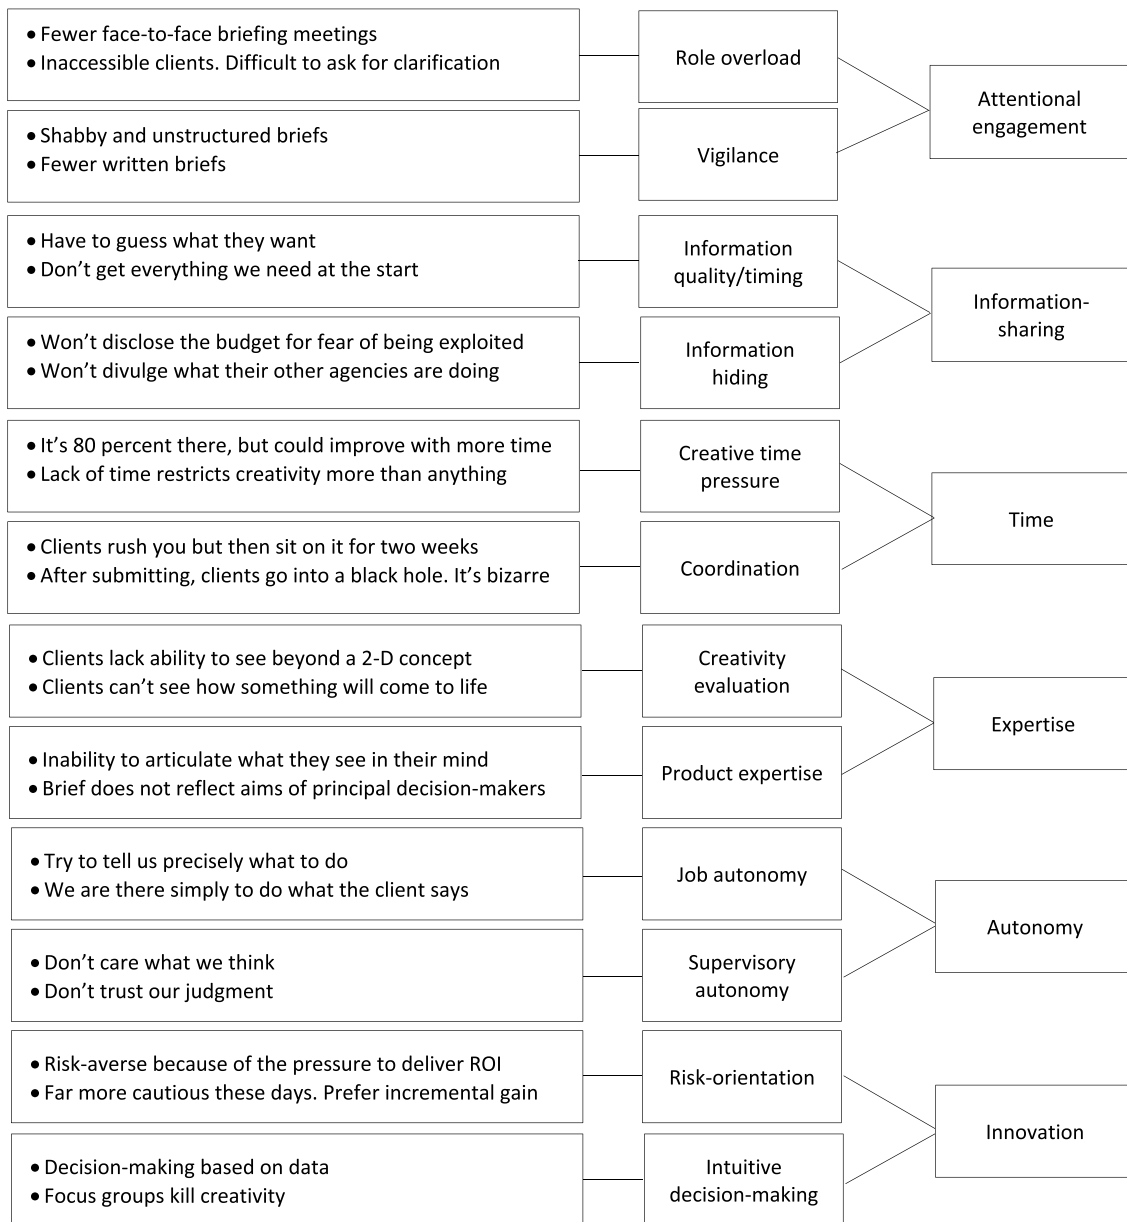 • Fewer face-to-face briefing meetings
• Inaccessible clients. Difficult to ask for clarification
Role overload
• Shabby and unstructured briefs
• Fewer written briefs
Vigilance
Attentional
engagement
• Have to guess what they want
• Don’t get everything we need at the start
Information
quality/timing
• Won’t disclose the budget for fear of being exploited
• Won’t divulge what their other agencies are doing
Information
hiding
Information-
sharing
• It’s 80 percent there, but could improve with more time
• Lack of time restricts creativity more than anything
Creative time
pressure
• Clients rush you but then sit on it for two weeks
• After submitting, clients go into a black hole. It’s bizarre
Coordination
Time
• Clients lack ability to see beyond a 2-D concept
• Clients can’t see how something will come to life
Creativity
evaluation
• Inability to articulate what they see in their mind
• Brief does not reflect aims of principal decision-makers
Product expertise
Expertise
• Try to tell us precisely what to do
• We are there simply to do what the client says
Job autonomy
• Don’t care what we think
• Don’t trust our judgment
Supervisory
autonomy
Autonomy
• Risk-averse because of the pressure to deliver ROI
• Far more cautious these days. Prefer incremental gain
Risk-orientation
• Decision-making based on data
• Focus groups kill creativity
Intuitive
decision-making
Innovation